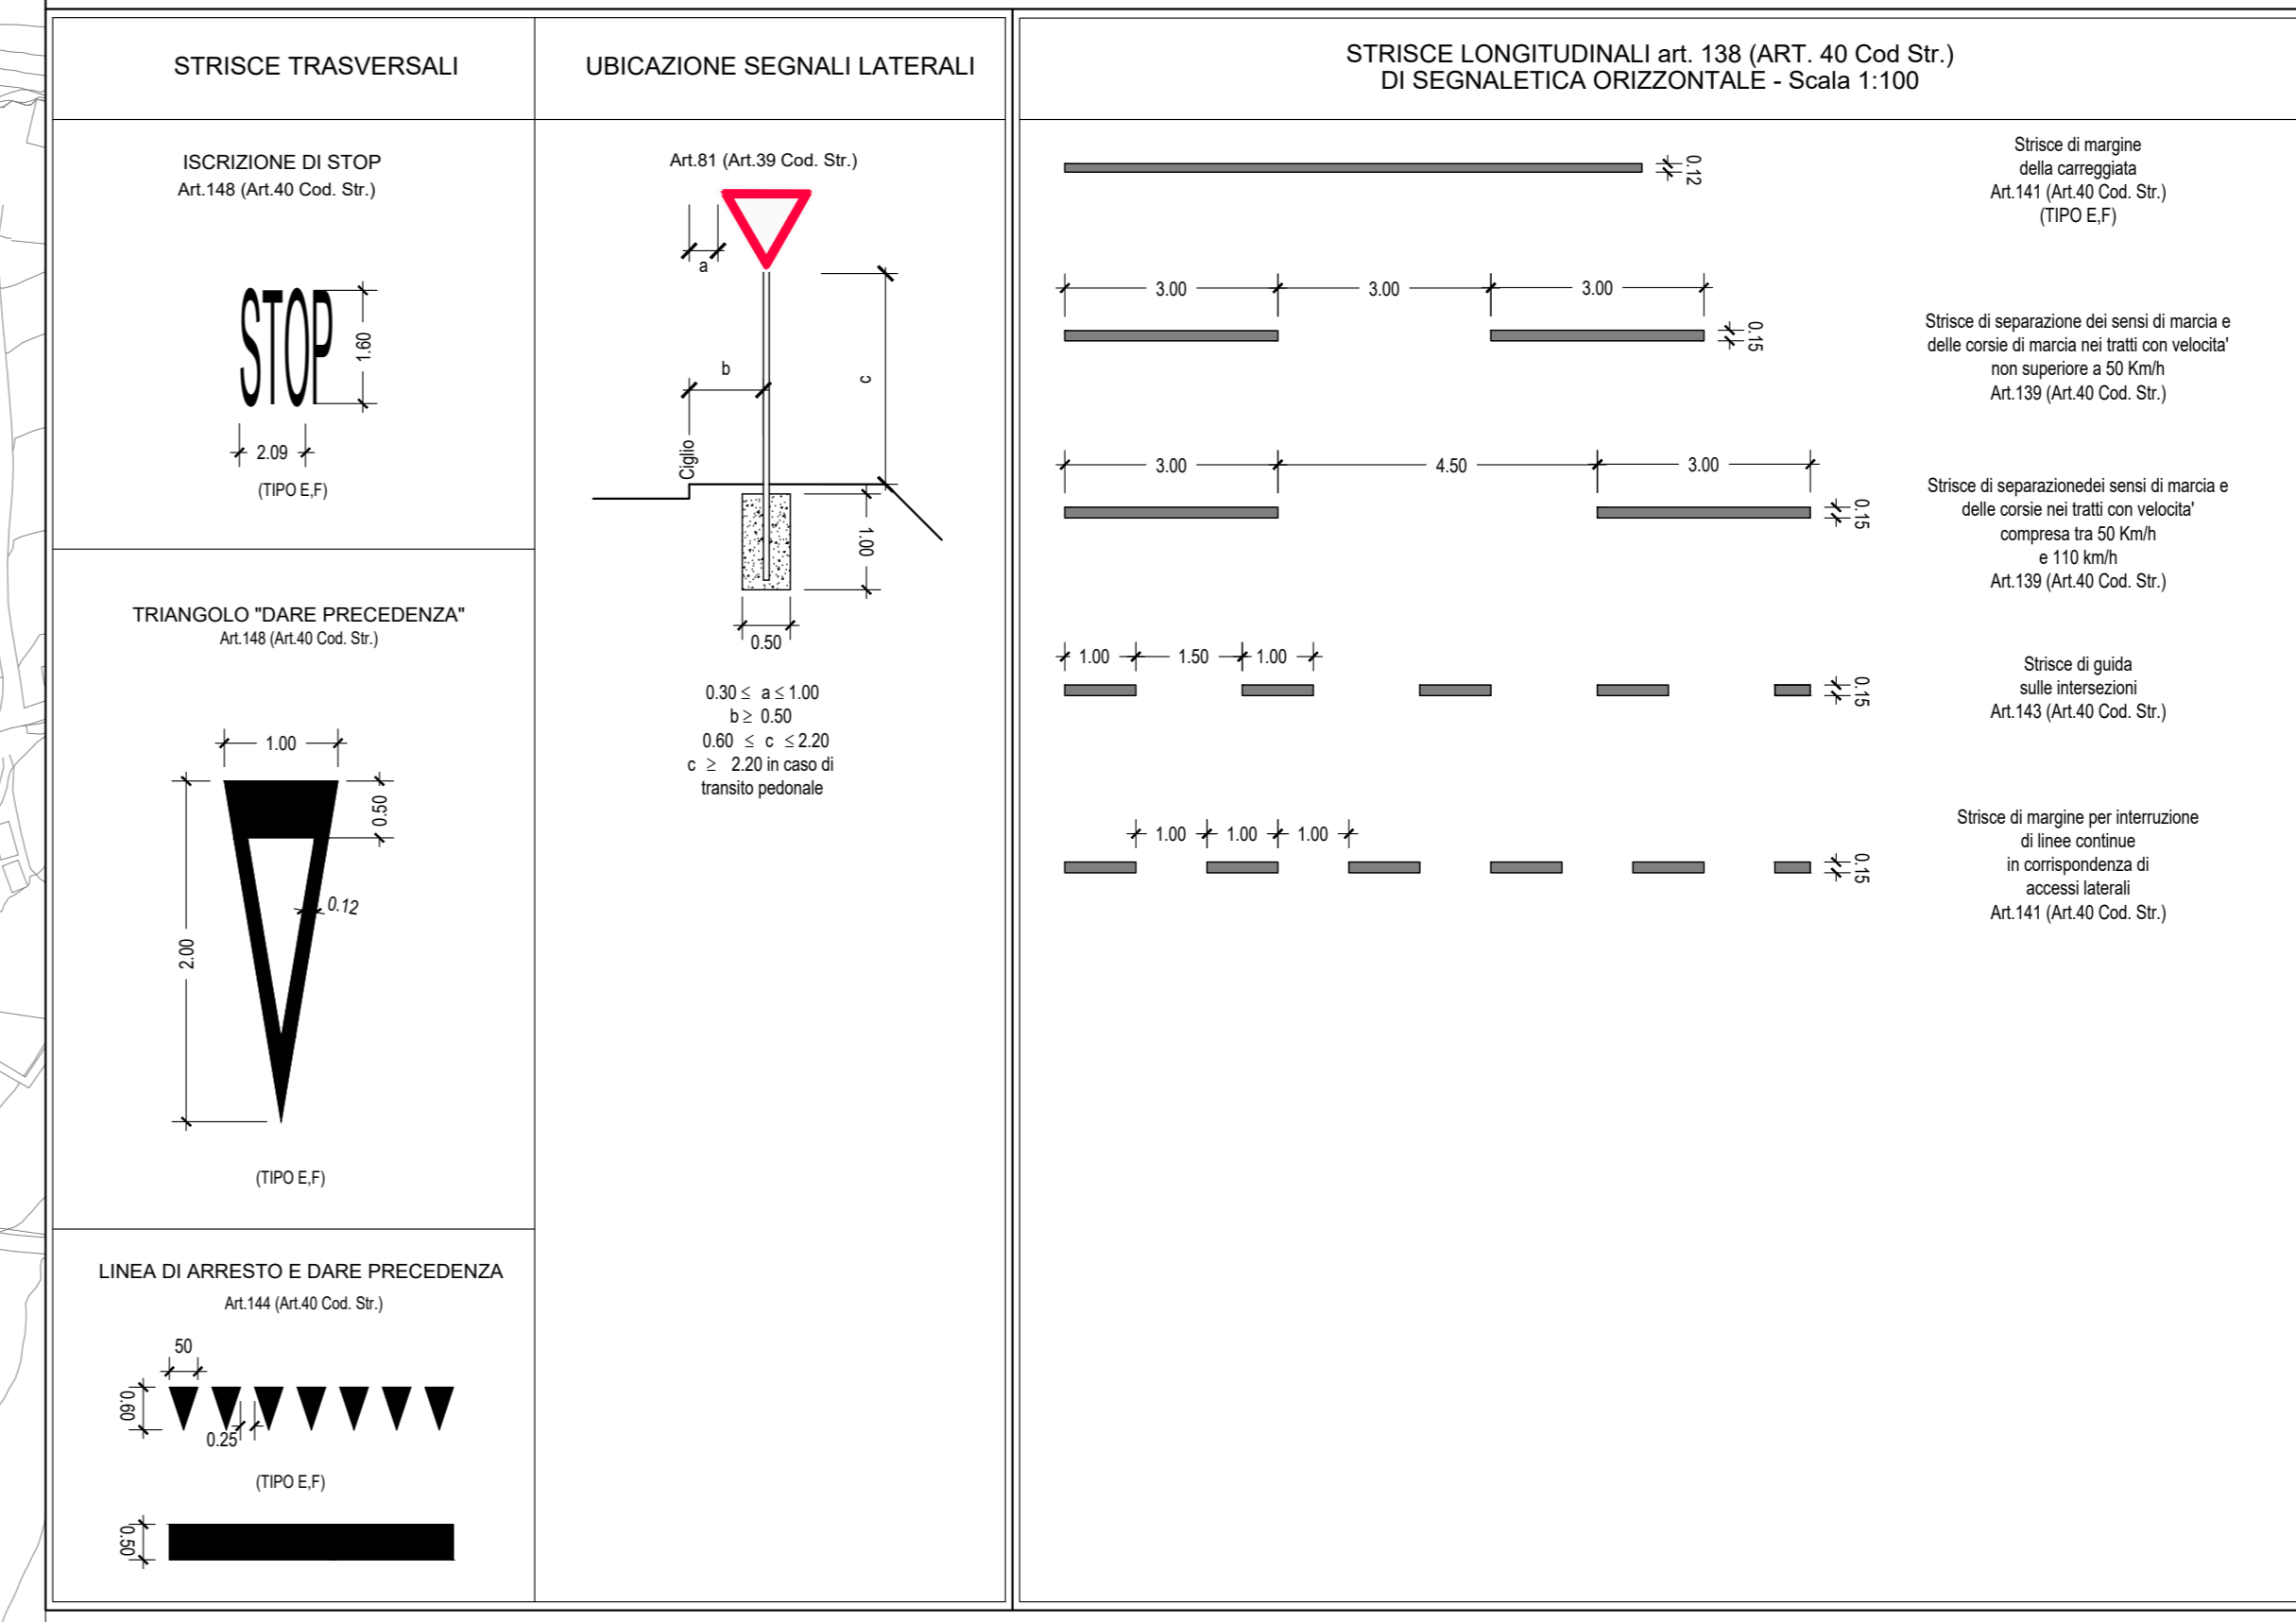 STRISCE TRASVERSALI
ISCRIZIONE DI STOP
Art.148 (Art.40 Cod. Str.)
STOP
1.60
2.09
(TIPO E,F)
TRIANGOLO "DARE PRECEDENZA"
Art.148 (Art.40 Cod. Str.)
1.00
0.50
0.12
2.00
(TIPO E,F)
LINEA DI ARRESTO E DARE PRECEDENZA
Art.144 (Art.40 Cod. Str.)
50
0.60
0.25
(TIPO E,F)
0.50
UBICAZIONE SEGNALI LATERALI
Art.81 (Art.39 Cod. Str.)
a
b
c
Ciglio
1.00
0.50
0.30 ≤ a ≤ 1.00
b ≥ 0.50
0.60 ≤ c ≤ 2.20
c ≥ 2.20 in caso di
transito pedonale
STRISCE LONGITUDINALI art. 138 (ART. 40 Cod Str.)
DI SEGNALETICA ORIZZONTALE - Scala 1:100
0.12
Strisce di margine
della carreggiata
Art.141 (Art.40 Cod. Str.)
(TIPO E,F)
3.00 3.00 3.00
0.15
Strisce di separazione dei sensi di marcia e
delle corsie di marcia nei tratti con velocita'
non superiore a 50 Km/h
Art.139 (Art.40 Cod. Str.)
3.00 4.50 3.00
0.15
Strisce di separazionedei sensi di marcia e
delle corsie nei tratti con velocita'
compresa tra 50 Km/h
e 110 km/h
Art.139 (Art.40 Cod. Str.)
1.00 1.50 1.00
0.15
Strisce di guida
sulle intersezioni
Art.143 (Art.40 Cod. Str.)
1.00 1.00 1.00
0.15
Strisce di margine per interruzione
di linee continue
in corrispondenza di
accessi laterali
Art.141 (Art.40 Cod. Str.)